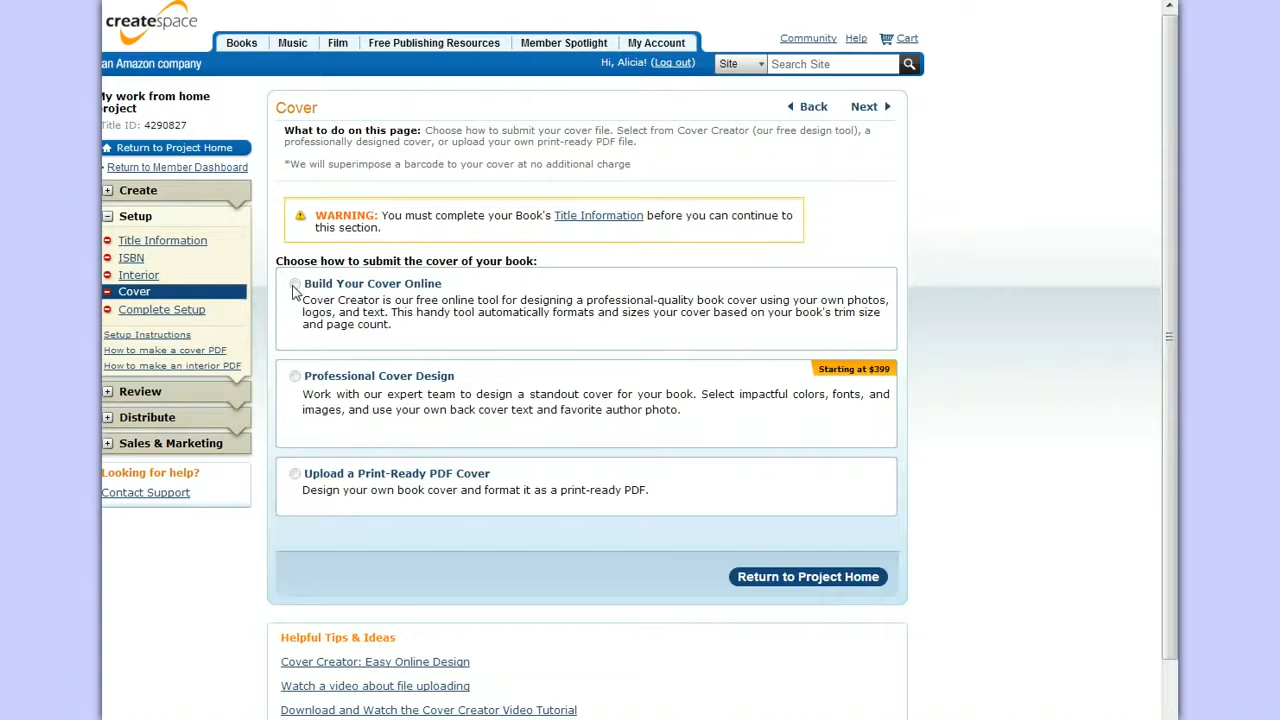 createspace
Books Music Film Free Publishing Resources Member Spotlight My Account
Community Help Cart
an Amazon company
Hi, Alicia! (Log out)
Site
Search Site
My work from home
project
Title ID: 4290827
Return to Project Home
Return to Member Dashboard
Create
Setup
Title Information
ISBN
Interior
Cover
Complete Setup
Setup Instructions
How to make a cover PDF
How to make an interior PDF
Review
Distribute
Sales & Marketing
Looking for help?
Contact Support
Cover
Back Next
What to do on this page: Choose how to submit your cover file. Select from Cover Creator (our free design tool), a
professionally designed cover, or upload your own print-ready PDF file.
*We will superimpose a barcode to your cover at no additional charge
WARNING: You must complete your Book's Title Information before you can continue to
this section.
Choose how to submit the cover of your book:
Build Your Cover Online
Cover Creator is our free online tool for designing a professional-quality book cover using your own photos,
logos, and text. This handy tool automatically formats and sizes your cover based on your book's trim size
and page count.
Starting at $399
Professional Cover Design
Work with our expert team to design a standout cover for your book. Select impactful colors, fonts, and
images, and use your own back cover text and favorite author photo.
Upload a Print-Ready PDF Cover
Design your own book cover and format it as a print-ready PDF.
Return to Project Home
Helpful Tips & Ideas
Cover Creator: Easy Online Design
Watch a video about file uploading
Download and Watch the Cover Creator Video Tutorial